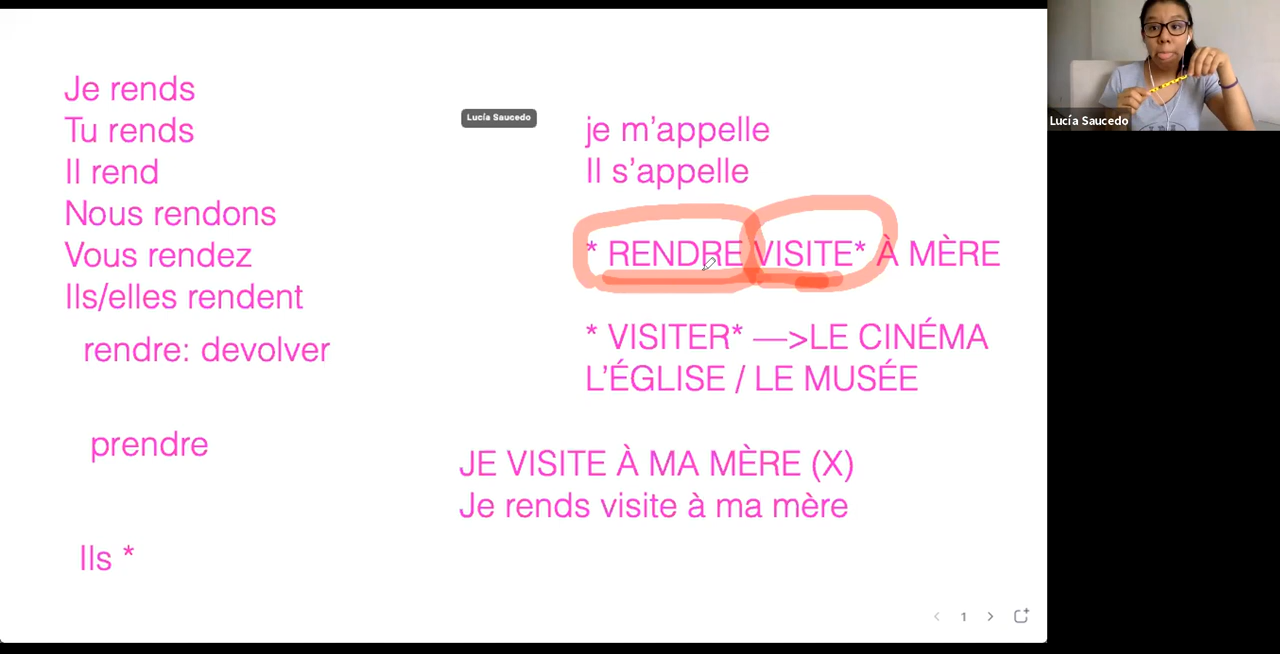 Je rends
Tu rends
Il rend
Nous rendons
Vous rendez
Ils/elles rendent
rendre: devolver
prendre
Ils *
Lucía Saucedo
je m’appelle
Il s’appelle
* RENDRE VISITE* À MÈRE
* VISITER* —>LE CINÉMA
L’ÉGLISE / LE MUSÉE
JE VISITE À MA MÈRE (X)
Je rends visite à ma mère
1
Lucía Saucedo